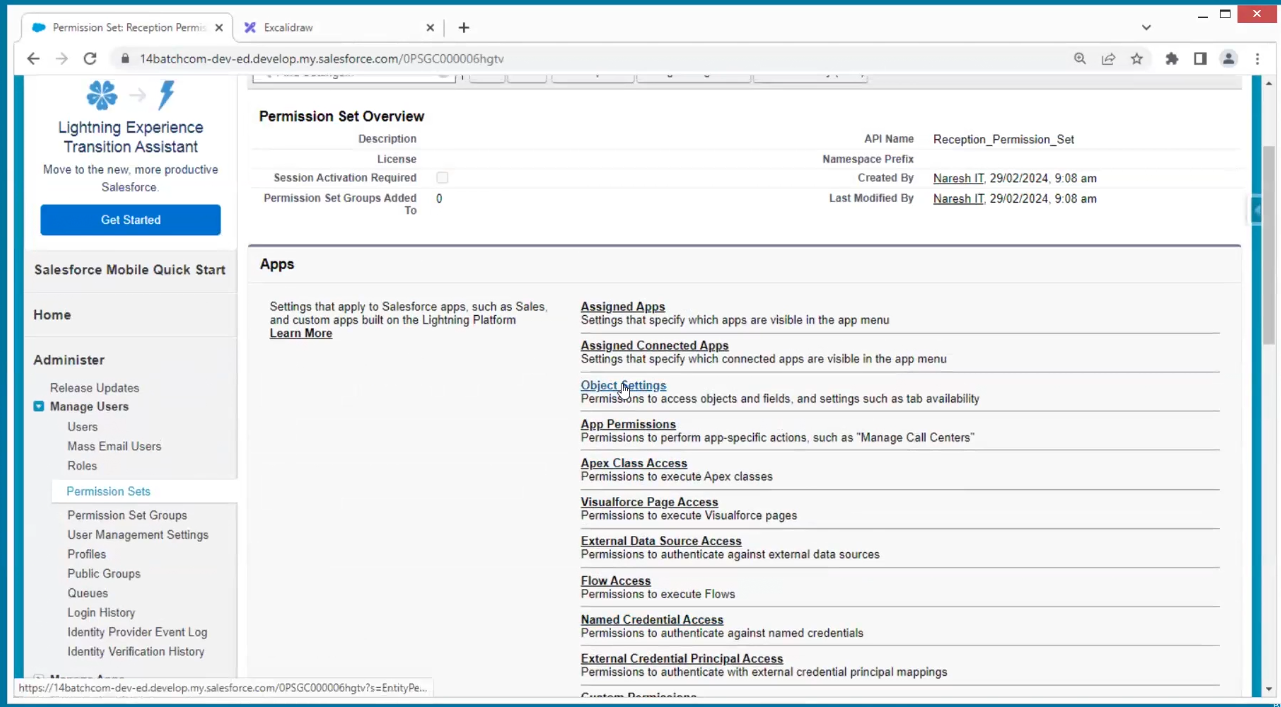 Permission Set: Reception Permis
Excalidraw
14batchcom-dev-ed.develop.my.salesforce.com/0PSGC000006hgtv
Lightning Experience
Transition Assistant
Move to the new, more productive
Salesforce.
Get Started
Salesforce Mobile Quick Start
Home
Administer
Release Updates
Manage Users
Users
Mass Email Users
Roles
Permission Sets
Permission Set Groups
User Management Settings
Profiles
Public Groups
Queues
Login History
Identity Provider Event Log
Identity Verification History
Permission Set Overview
Description
API Name Reception_Permission_Set
License
Namespace Prefix
Session Activation Required
Created By Naresh IT, 29/02/2024, 9:08 am
Permission Set Groups Added
To 0
Last Modified By Naresh IT, 29/02/2024, 9:08 am
Apps
Settings that apply to Salesforce apps, such as Sales,
and custom apps built on the Lightning Platform
Learn More
Assigned Apps
Settings that specify which apps are visible in the app menu
Assigned Connected Apps
Settings that specify which connected apps are visible in the app menu
Object Settings
Permissions to access objects and fields, and settings such as tab availability
App Permissions
Permissions to perform app-specific actions, such as "Manage Call Centers"
Apex Class Access
Permissions to execute Apex classes
Visualforce Page Access
Permissions to execute Visualforce pages
External Data Source Access
Permissions to authenticate against external data sources
Flow Access
Permissions to execute Flows
Named Credential Access
Permissions to authenticate against named credentials
External Credential Principal Access
Permissions to authenticate with external credential principal mappings
Custom Permissions
https://14batchcom-dev-ed.develop.my.salesforce.com/0PSGC000006hgtv?s=EntityPe...